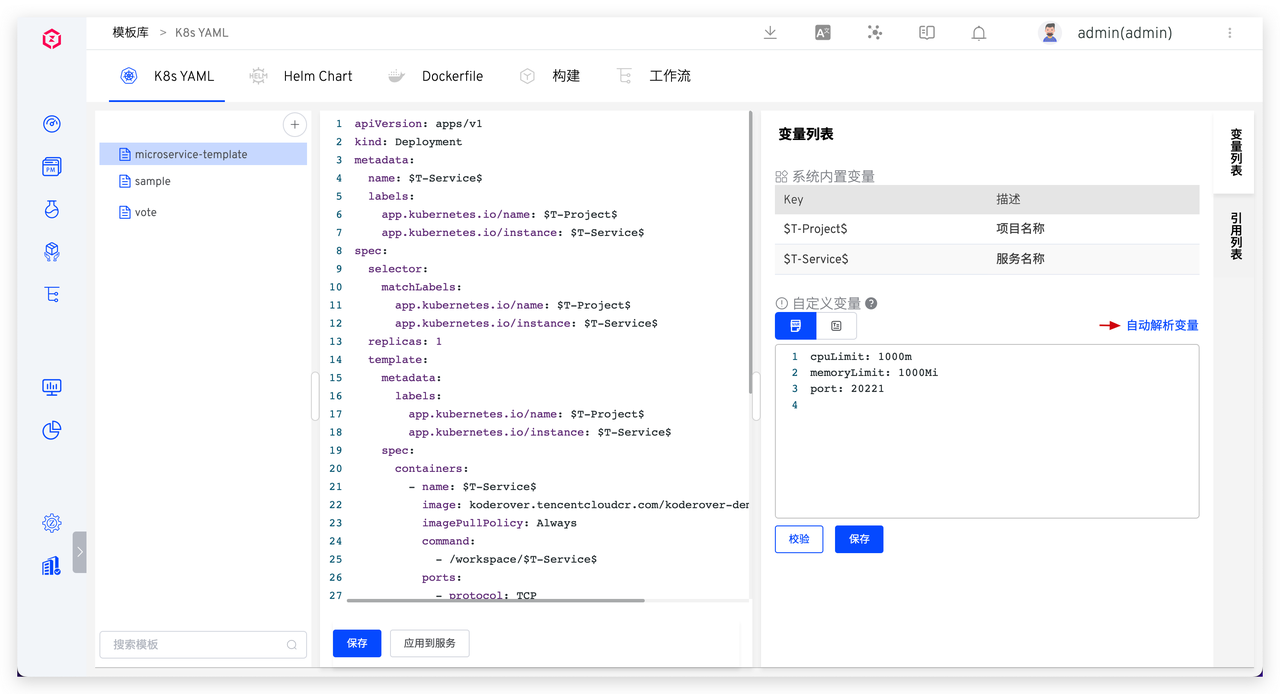 模板库 > K8s YAML
admin(admin)
K8s YAML Helm Chart Dockerfile 构建 工作流
microservice-template
sample
vote
搜索模板
1 apiVersion: apps/v1
2 kind: Deployment
3 metadata:
4 name: $T-Service$
5 labels:
6 app.kubernetes.io/name: $T-Project$
7 app.kubernetes.io/instance: $T-Service$
8 spec:
9 selector:
10 matchLabels:
11 app.kubernetes.io/name: $T-Project$
12 app.kubernetes.io/instance: $T-Service$
13 replicas: 1
14 template:
15 metadata:
16 labels:
17 app.kubernetes.io/name: $T-Project$
18 app.kubernetes.io/instance: $T-Service$
19 spec:
20 containers:
21 - name: $T-Service$
22 image: koderover.tencentcloudcr.com/koderover-der
23 imagePullPolicy: Always
24 command:
25 - /workspace/$T-Service$
26 ports:
27 - protocol: TCP
保存 应用到服务
变量列表
系统内置变量
Key 描述
$T-Project$ 项目名称
$T-Service$ 服务名称
自定义变量
自动解析变量
1 cpuLimit: 1000m
2 memoryLimit: 1000Mi
3 port: 20221
4
校验 保存
变量列表
引用列表